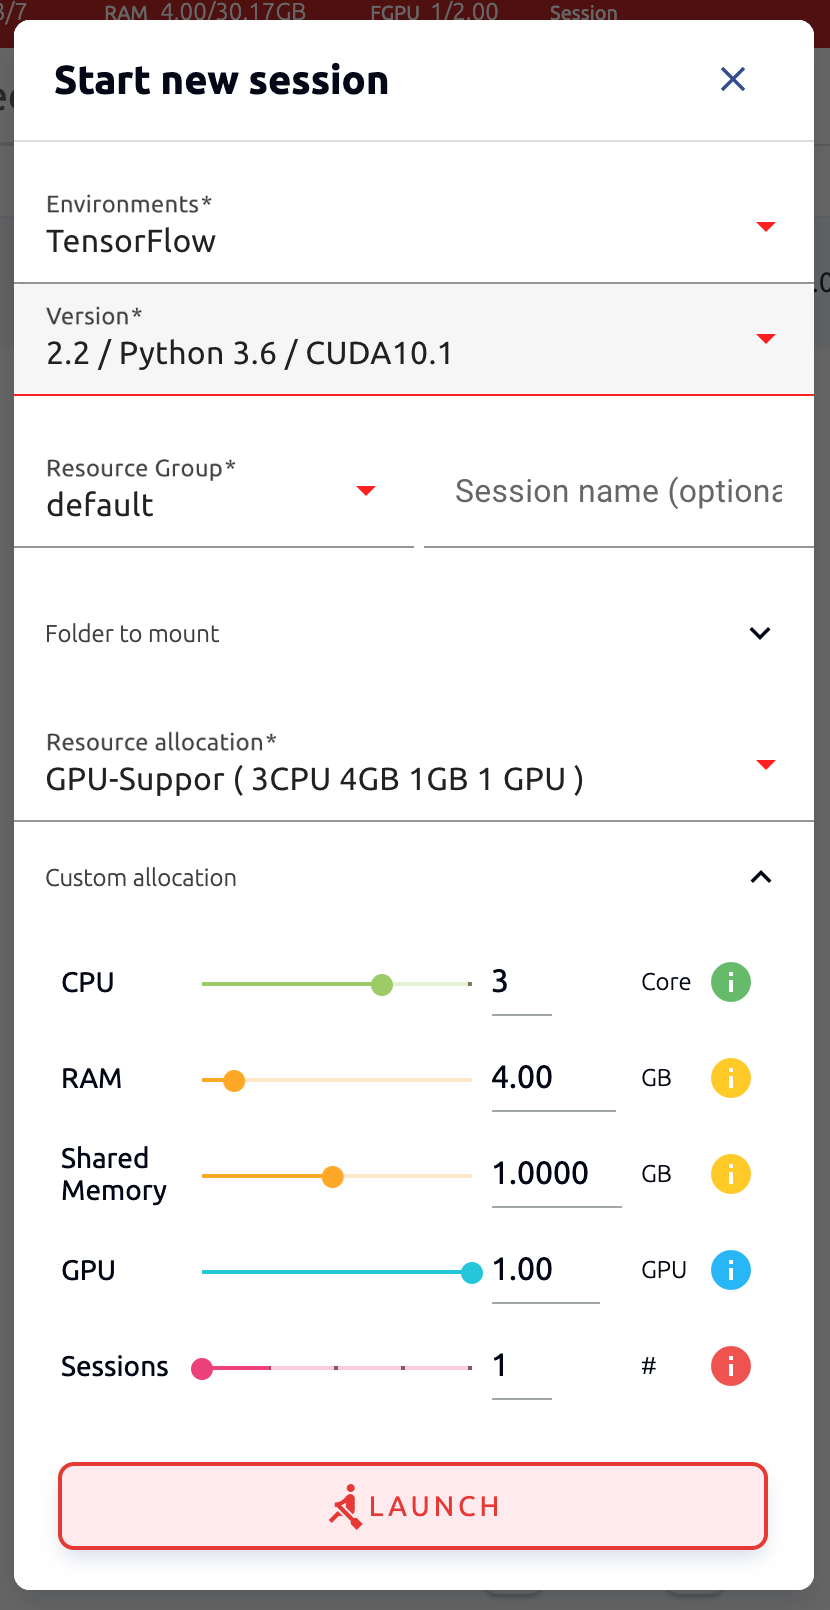 3/7 RAM 4.00/30.17GB FGPU 1/2.00 Session
Start new session
Environments*
TensorFlow
Version*
2.2 / Python 3.6 / CUDA10.1
Resource Group*
default
Session name (optiona
Folder to mount
Resource allocation*
GPU-Suppor ( 3CPU 4GB 1GB 1 GPU )
Custom allocation
CPU 3 Core
RAM 4.00 GB
Shared
Memory 1.0000 GB
GPU 1.00 GPU
Sessions 1 #
LAUNCH